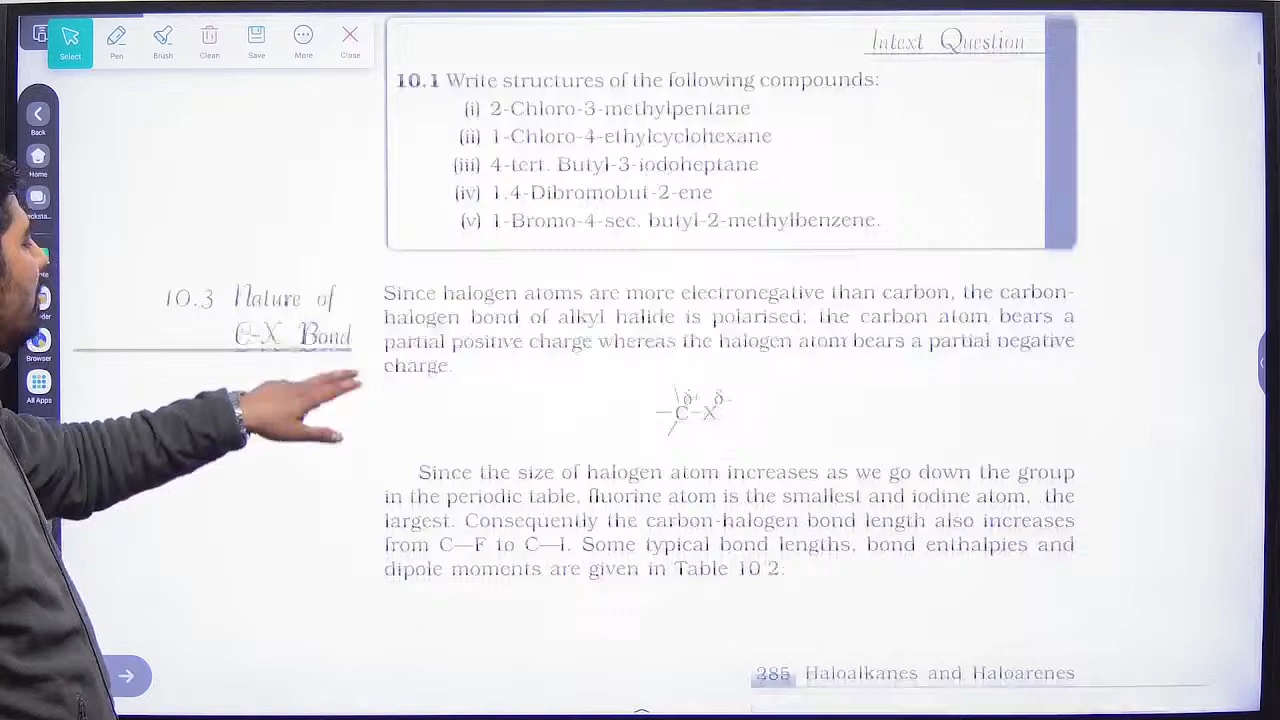 Select
Pen
Brush
Clean
Save
More
Close
Back
Home
Browser
All Apps
Intext Question
10.1 Write structures of the following compounds:
(i) 2-Chloro-3-methylpentane
(ii) 1-Chloro-4-ethylcyclohexane
(iii) 4-tert. Butyl-3-iodoheptane
(iv) 1,4-Dibromobut-2-ene
(v) 1-Bromo-4-sec. butyl-2-methylbenzene.
10.3 Nature of
C-X Bond
Since halogen atoms are more electronegative than carbon, the carbon-
halogen bond of alkyl halide is polarised; the carbon atom bears a
partial positive charge whereas the halogen atom bears a partial negative
charge.
δ+ δ-
C-X
Since the size of halogen atom increases as we go down the group
in the periodic table, fluorine atom is the smallest and iodine atom, the
largest. Consequently the carbon-halogen bond length also increases
from C—F to C—I. Some typical bond lengths, bond enthalpies and
dipole moments are given in Table 10.2.
285 Haloalkanes and Haloarenes